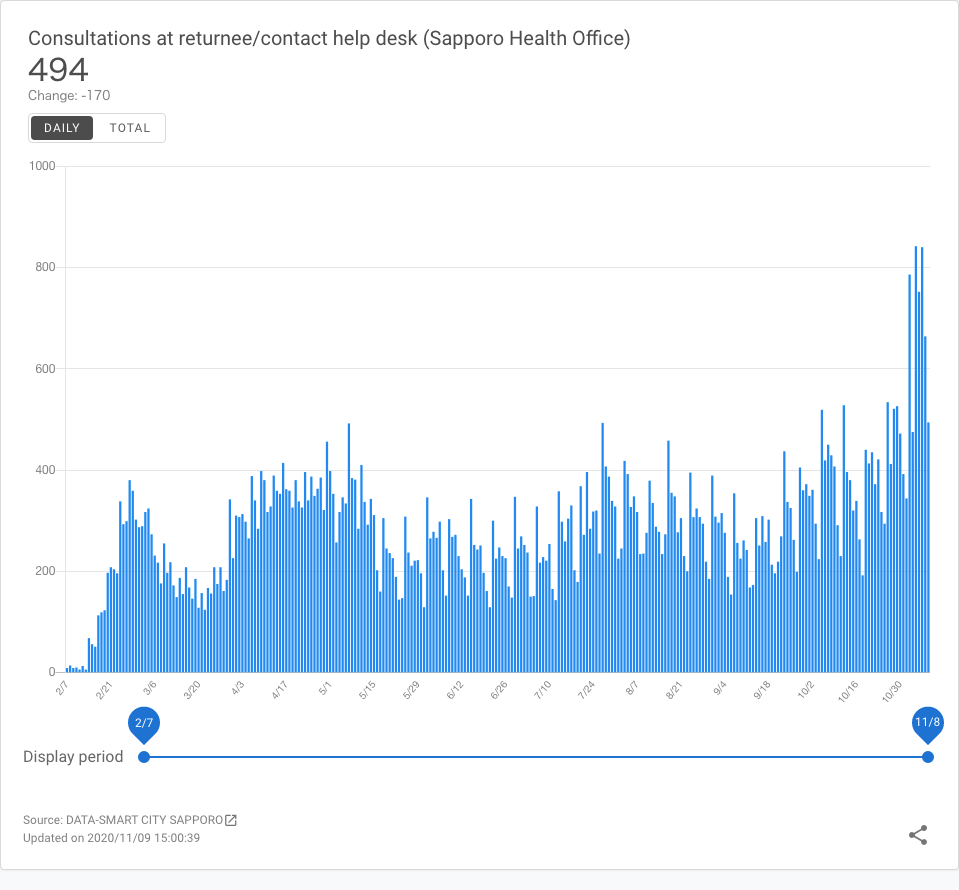 Consultations at returnee/contact help desk (Sapporo Health Office)
494
Change: -170
DAILY TOTAL
1000
800
600
400
200
0
2/7 2/21 3/6 3/20 4/3 4/17 5/1 5/15 5/29 6/12 6/26 7/10 7/24 8/7 8/21 9/4 9/18 10/2 10/16 10/30
2/7 11/8
Display period
Source: DATA-SMART CITY SAPPORO
Updated on 2020/11/09 15:00:39